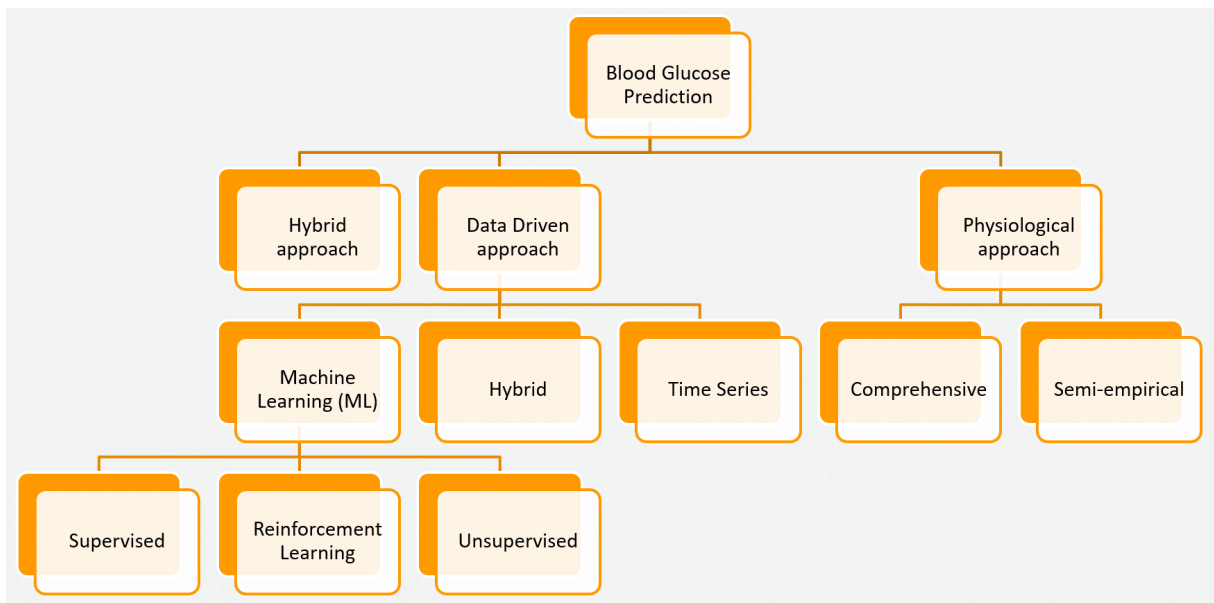 Blood Glucose
Prediction
Hybrid
approach
Data Driven
approach
Physiological
approach
Machine
Learning (ML)
Hybrid
Time Series
Comprehensive
Semi-empirical
Supervised
Reinforcement
Learning
Unsupervised